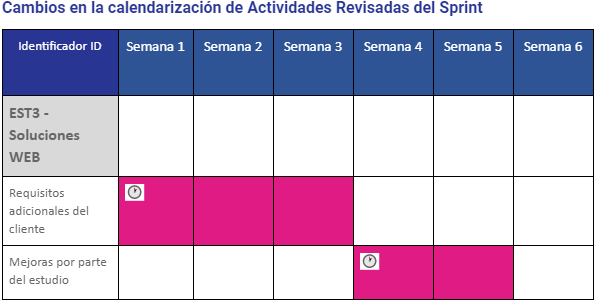 Cambios en la calendarización de Actividades Revisadas del Sprint
Identificador ID Semana 1 Semana 2 Semana 3 Semana 4 Semana 5 Semana 6
EST3 -
Soluciones
WEB
Requisitos
adicionales del
cliente
Mejoras por parte
del estudio